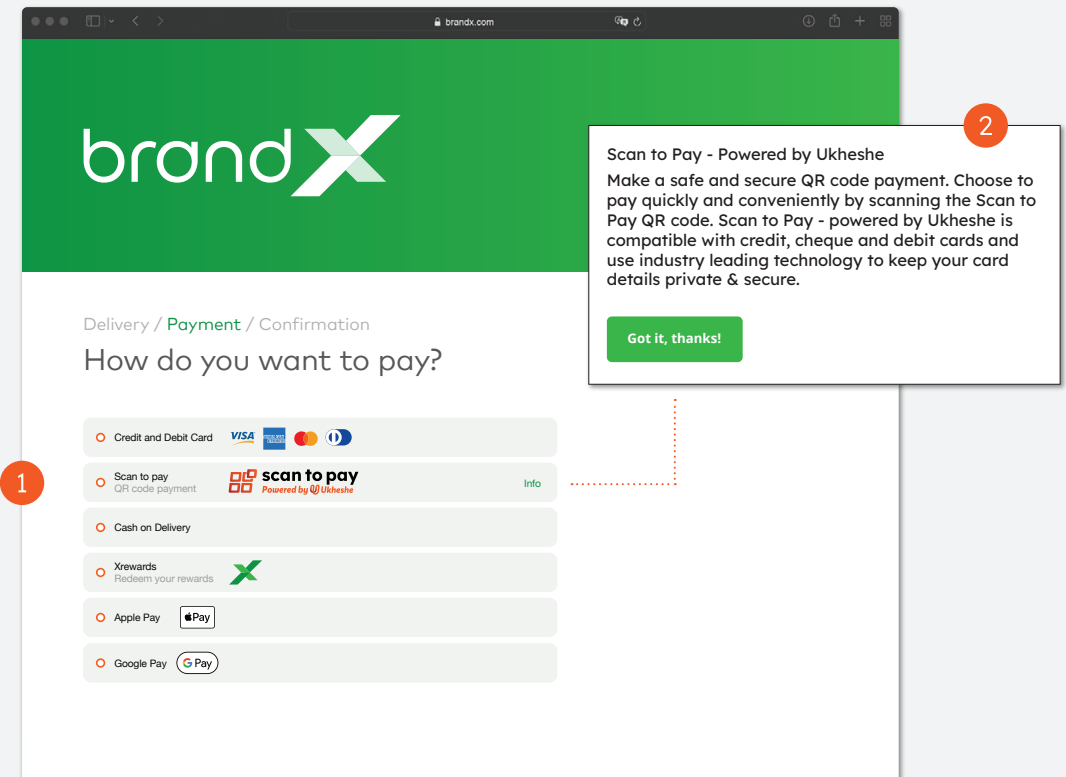 brandx.com
brandX
2
Scan to Pay - Powered by Ukheshe
Make a safe and secure QR code payment. Choose to
pay quickly and conveniently by scanning the Scan to
Pay QR code. Scan to Pay - powered by Ukheshe is
compatible with credit, cheque and debit cards and
use industry leading technology to keep your card
details private & secure.
Got it, thanks!
Delivery / Payment / Confirmation
How do you want to pay?
Credit and Debit Card VISA
1
Scan to pay
QR code payment
scan to pay
Powered by Ukheshe
Info
Cash on Delivery
Xrewards
Redeem your rewards
Apple Pay Pay
Google Pay G Pay